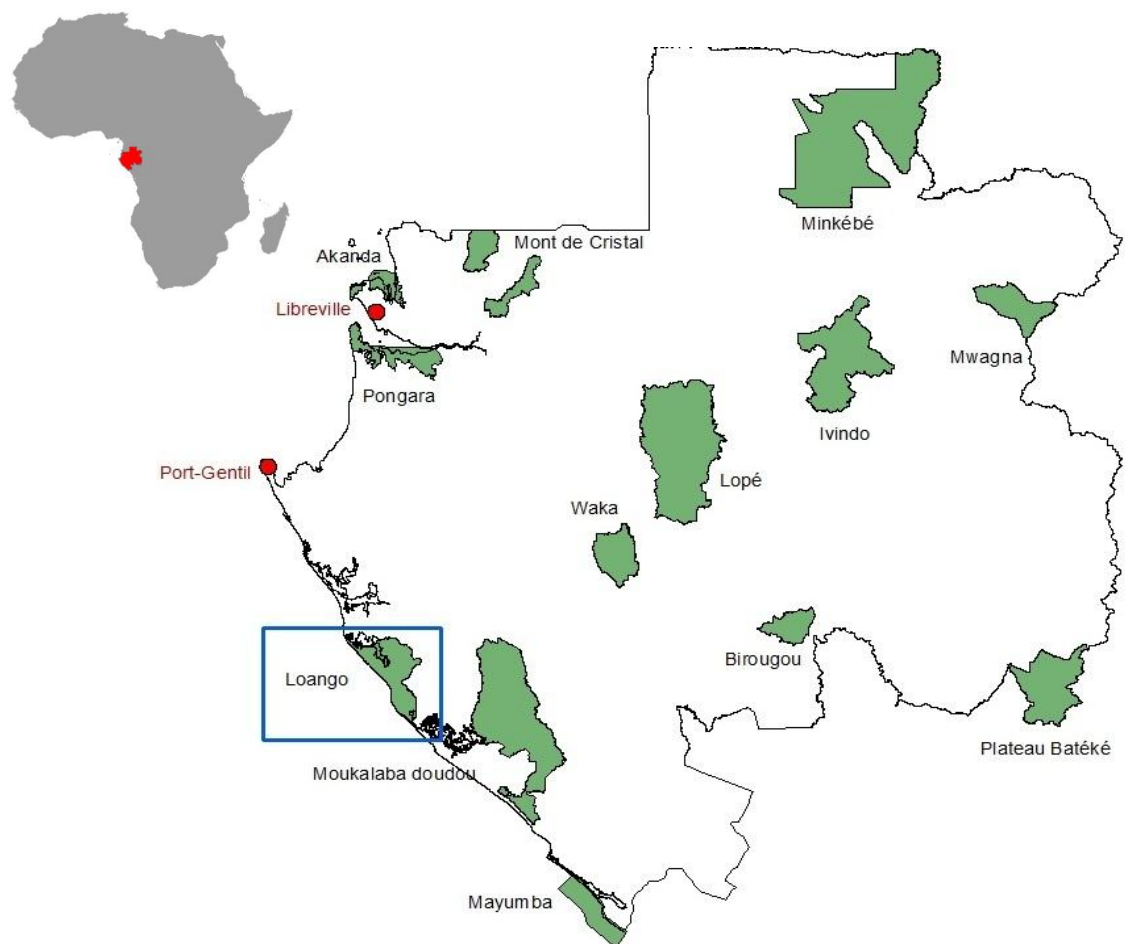 Minkébé
Mont de Cristal
Akanda
Libreville
Mwagna
Pongara
Ivindo
Port-Gentil
Lopé
Waka
Birougou
Loango
Plateau Batéké
Moukalaba doudou
Mayumba